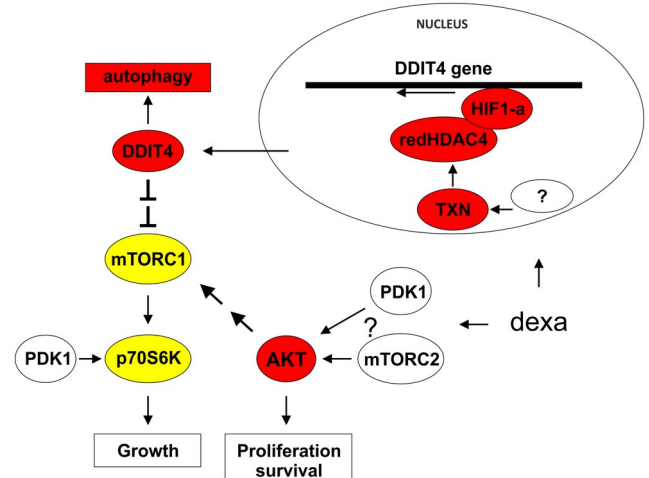 NUCLEUS
autophagy
DDIT4 gene
HIF1-a
redHDAC4
DDIT4
TXN
?
mTORC1
PDK1
dexa
?
PDK1
p70S6K
AKT
mTORC2
Growth
Proliferation
survival